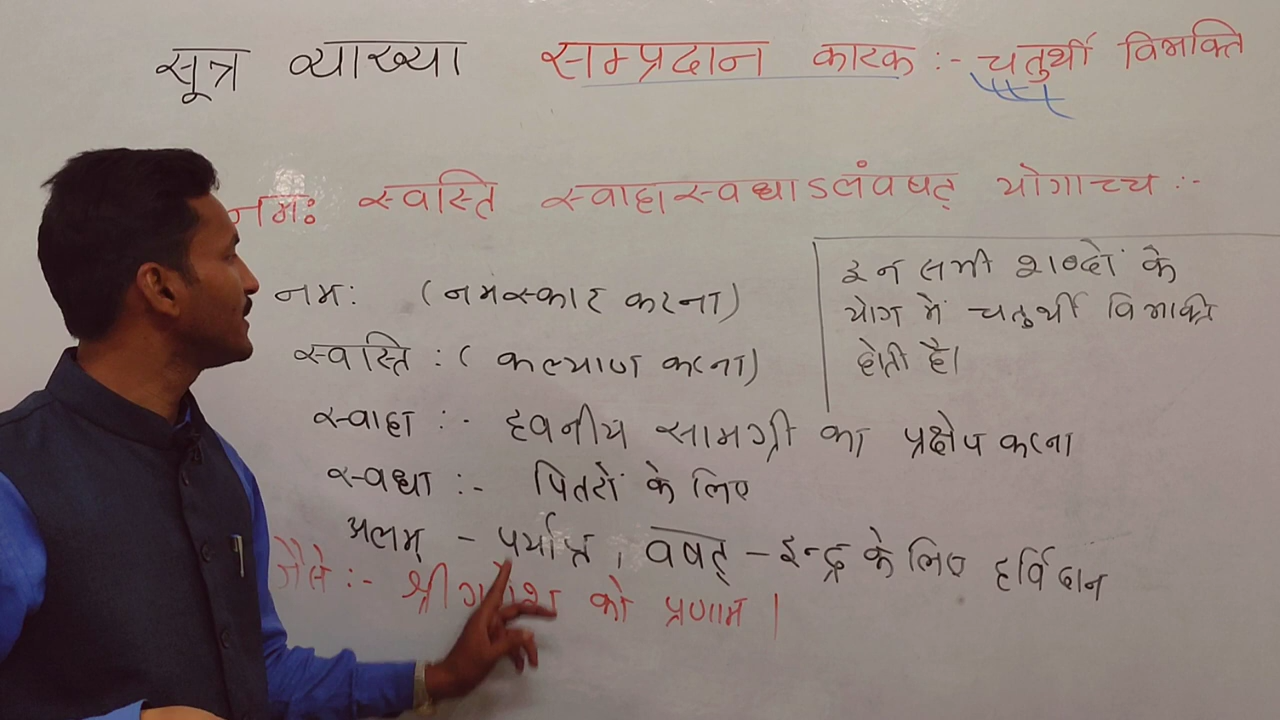 सूत्र व्याख्या सम्प्रदान कारक :- चतुर्थी विभक्ति
नमः स्वस्ति स्वाहास्वधाऽलंवषट् योगाच्च :-
नमः (नमस्कार करना)
स्वस्ति : ( कल्याण करना)
स्वाहा :- हवनीय सामग्री का प्रक्षेप करना
स्वधा :- पितरों के लिए
अलम् - पर्याप्त, वषट् - इन्द्र के लिए हर्वि दान
जैसे :- श्री गणेश को प्रणाम।
इन सभी शब्दों के
योग में चतुर्थी विभक्ति
होती है।